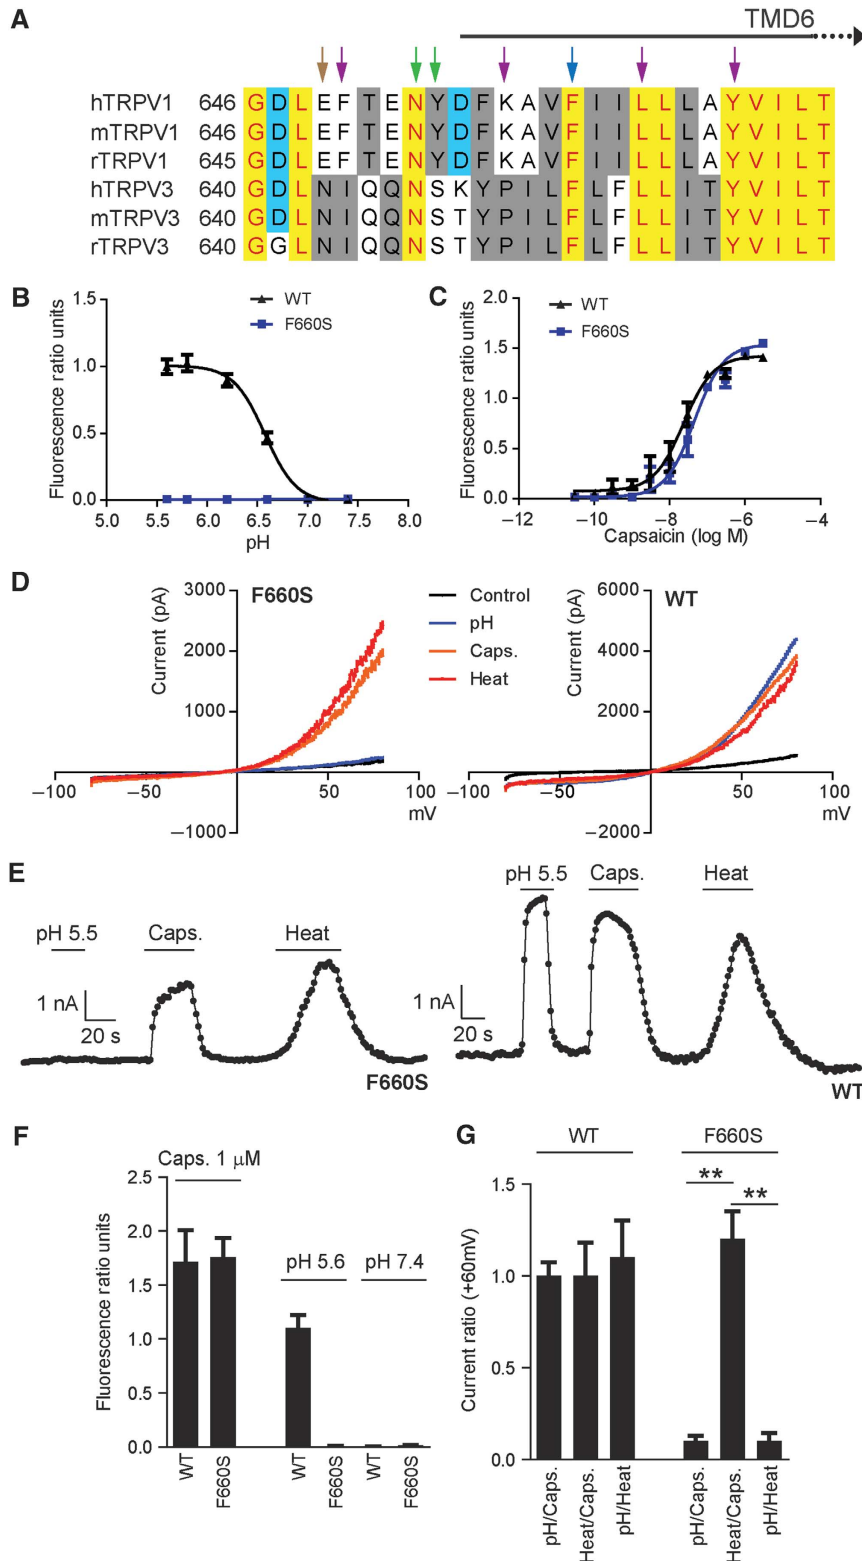 A
TMD6
hTRPV1 646 G D L E F T E N Y D F K A V F I I L L L A Y V I L T
mTRPV1 646 G D L E F T E N Y D F K A V F I I L L L A Y V I L T
rTRPV1 645 G D L E F T E N Y D F K A V F I I L L L A Y V I L T
hTRPV3 640 G D L N I Q Q N S K Y P I L F L F L L I T Y V I L T
mTRPV3 640 G D L N I Q Q N S T Y P I L F L F L L I T Y V I L T
rTRPV3 640 G G L N I Q Q N S T Y P I L F L F L L I T Y V I L T
B
WT
F660S
Fluorescence ratio units
1.5
1.0
0.5
0.0
5.0 5.5 6.0 6.5 7.0 7.5 8.0
pH
C
WT
F660S
Fluorescence ratio units
2.0
1.5
1.0
0.5
0.0
−12 −10 −8 −6 −4
Capsaicin (log M)
D
F660S
Current (pA)
3000
2000
1000
−1000
−100 −50 50 100
mV
Control
pH
Caps.
Heat
WT
Current (pA)
6000
4000
2000
−2000
−100 −50 50 100
mV
E
pH 5.5 Caps. Heat
1 nA
20 s
F660S
pH 5.5 Caps. Heat
1 nA
20 s
WT
F
Caps. 1 μM
pH 5.6 pH 7.4
Fluorescence ratio units
2.5
2.0
1.5
1.0
0.5
0.0
WT F660S WT F660S WT F660S
G
WT F660S
** **
Current ratio (+60mV)
1.5
1.0
0.5
0.0
pH/Caps. Heat/Caps. pH/Heat pH/Caps. Heat/Caps. pH/Heat